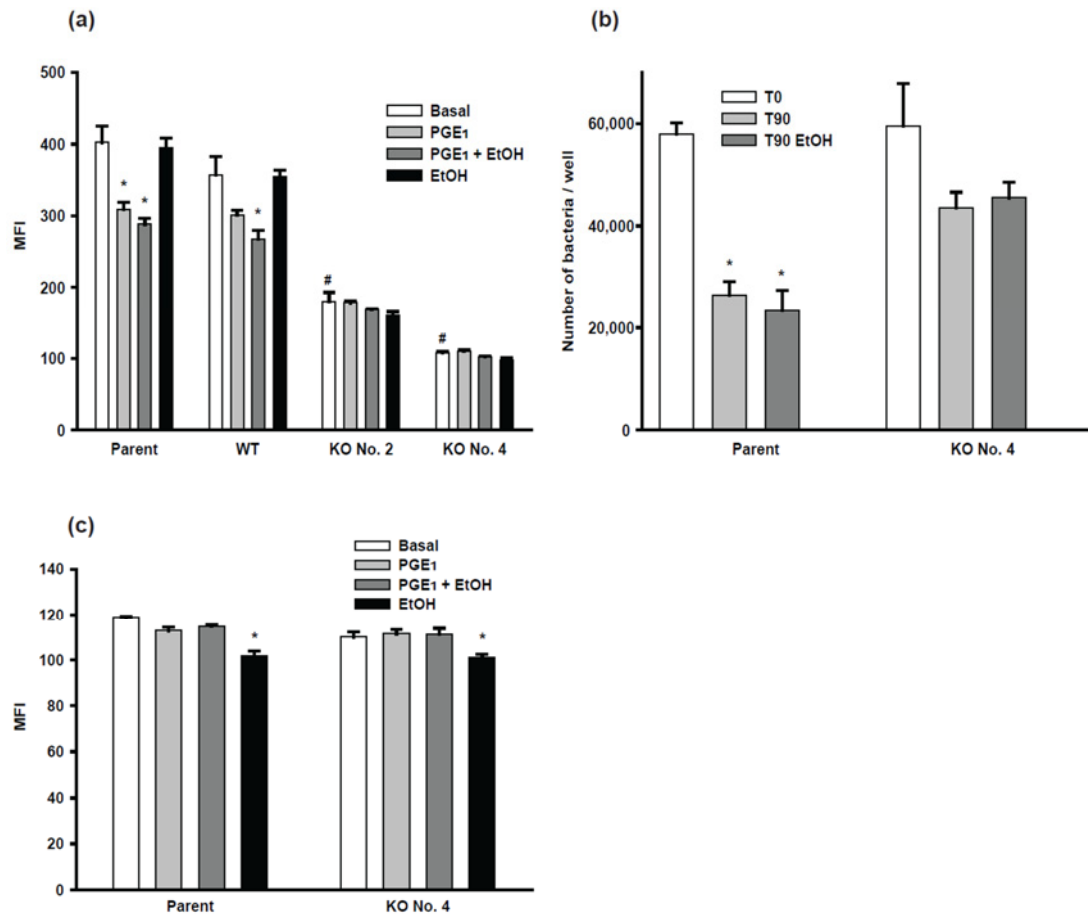 (a)
500
400
300
200
100
0
MFI
Basal
PGE1
PGE1 + EtOH
EtOH
* * * # #
Parent WT KO No. 2 KO No. 4
(b)
60,000
40,000
20,000
0
Number of bacteria / well
T0
T90
T90 EtOH
* *
Parent KO No. 4
(c)
140
120
100
80
60
40
20
0
MFI
Basal
PGE1
PGE1 + EtOH
EtOH
* *
Parent KO No. 4